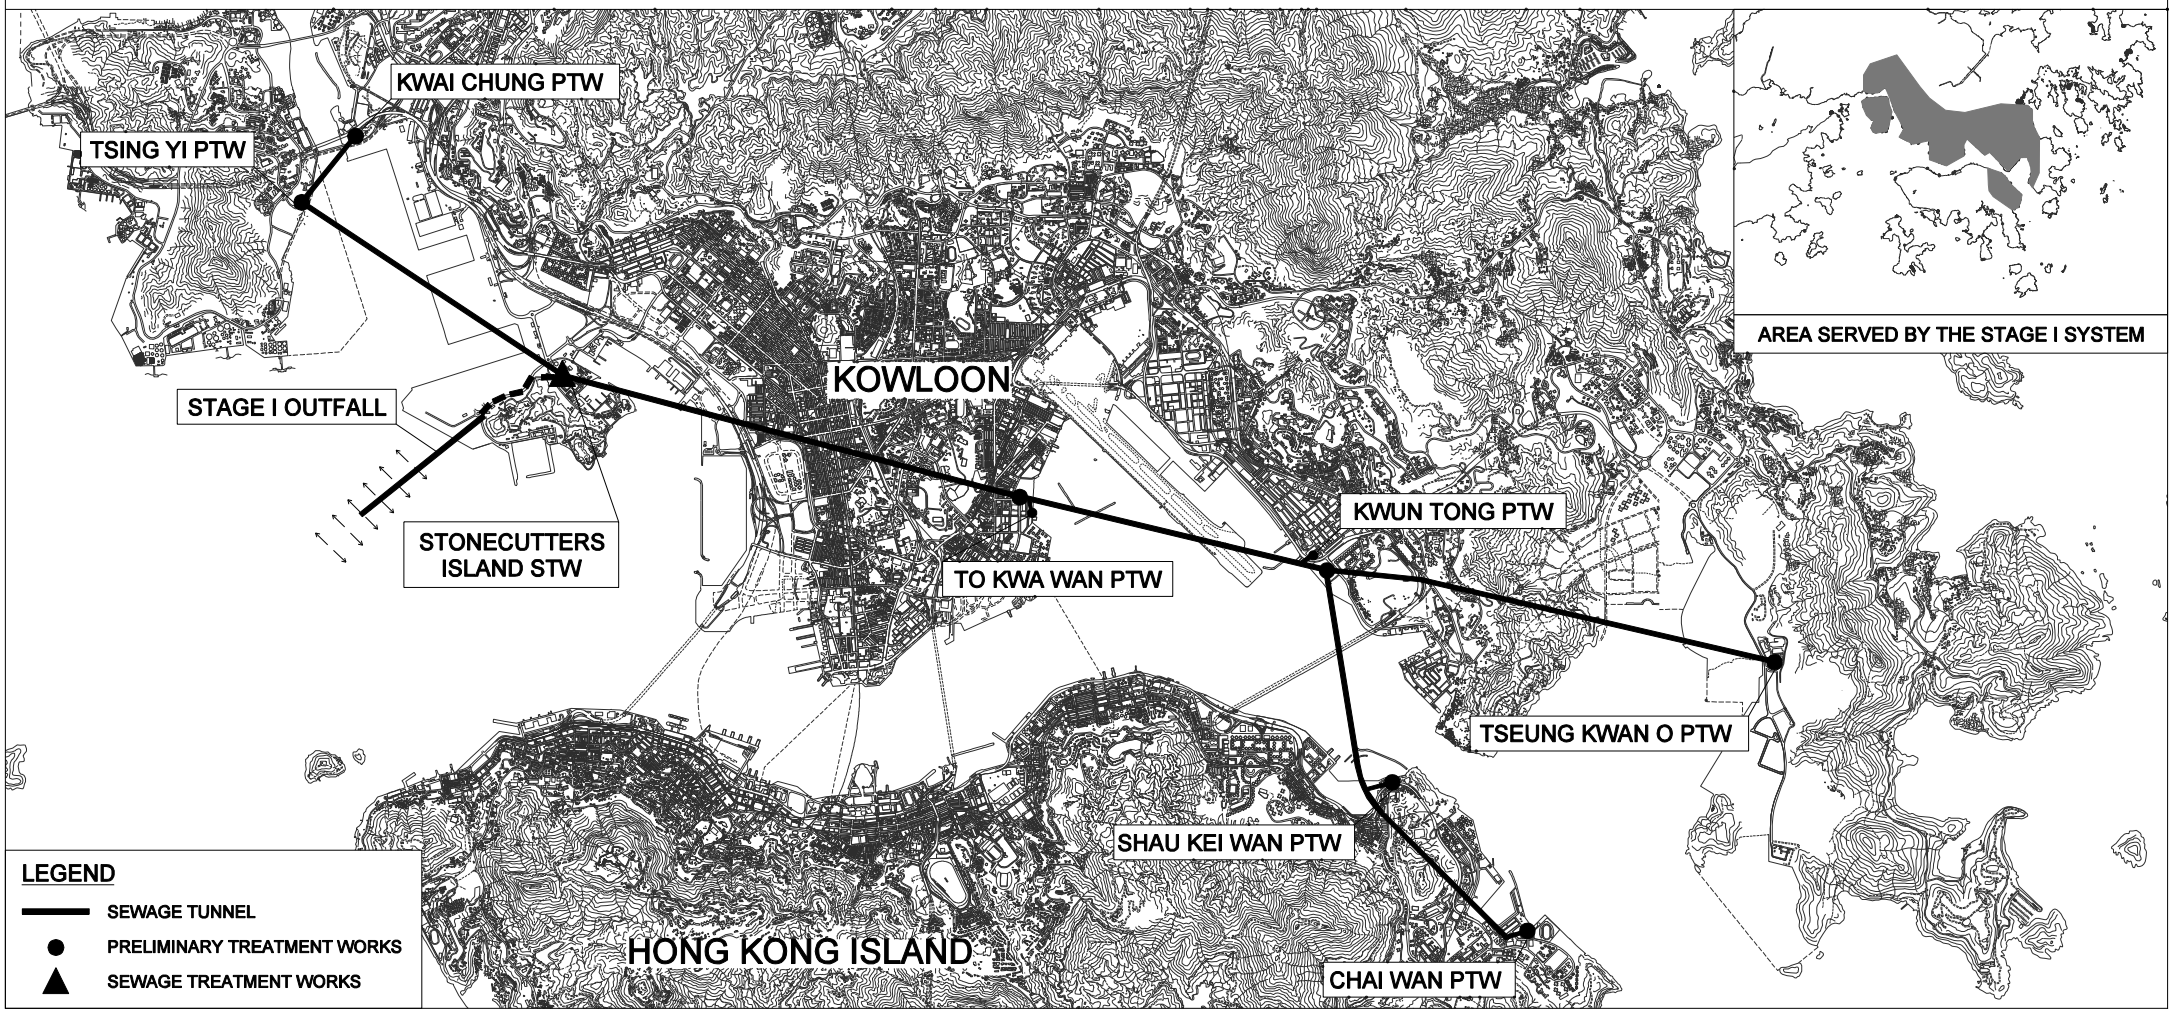 KWAI CHUNG PTW
TSING YI PTW
AREA SERVED BY THE STAGE I SYSTEM
KOWLOON
STAGE I OUTFALL
STONECUTTERS
ISLAND STW
KWUN TONG PTW
TO KWA WAN PTW
TSEUNG KWAN O PTW
SHAU KEI WAN PTW
HONG KONG ISLAND
CHAI WAN PTW
LEGEND
SEWAGE TUNNEL
PRELIMINARY TREATMENT WORKS
SEWAGE TREATMENT WORKS